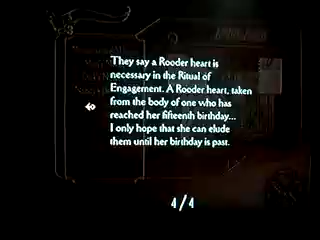 'They say a Rooder heart is
necessary in the Ritual of
Engagement. A Rooder heart, taken
from the body of one who has
reached her fifteenth birthday...
I only hope that she can elude
them until her birthday is past.
4/4